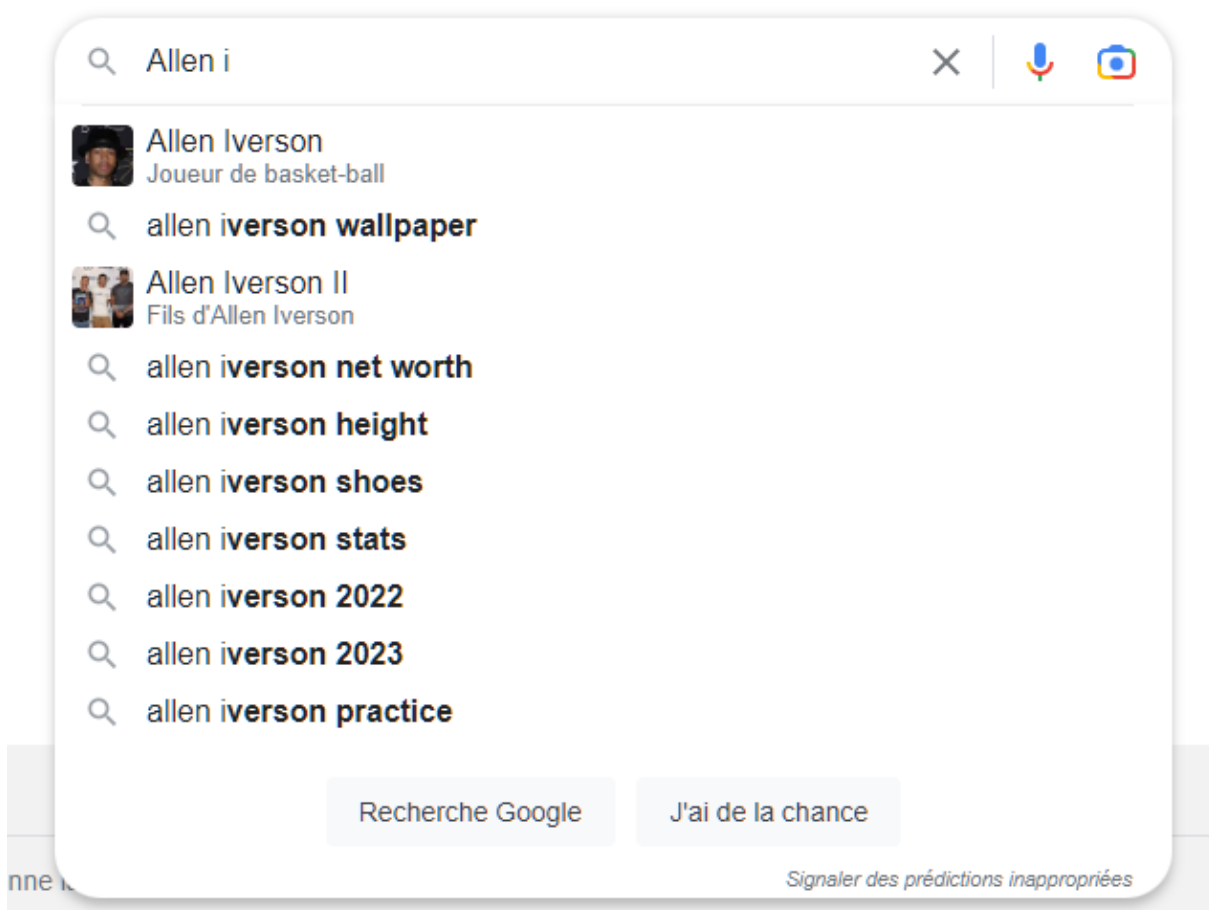 Allen i
Allen Iverson
Joueur de basket-ball
allen iverson wallpaper
Allen Iverson II
Fils d'Allen Iverson
allen iverson net worth
allen iverson height
allen iverson shoes
allen iverson stats
allen iverson 2022
allen iverson 2023
allen iverson practice
Recherche Google
J'ai de la chance
Signaler des prédictions inappropriées